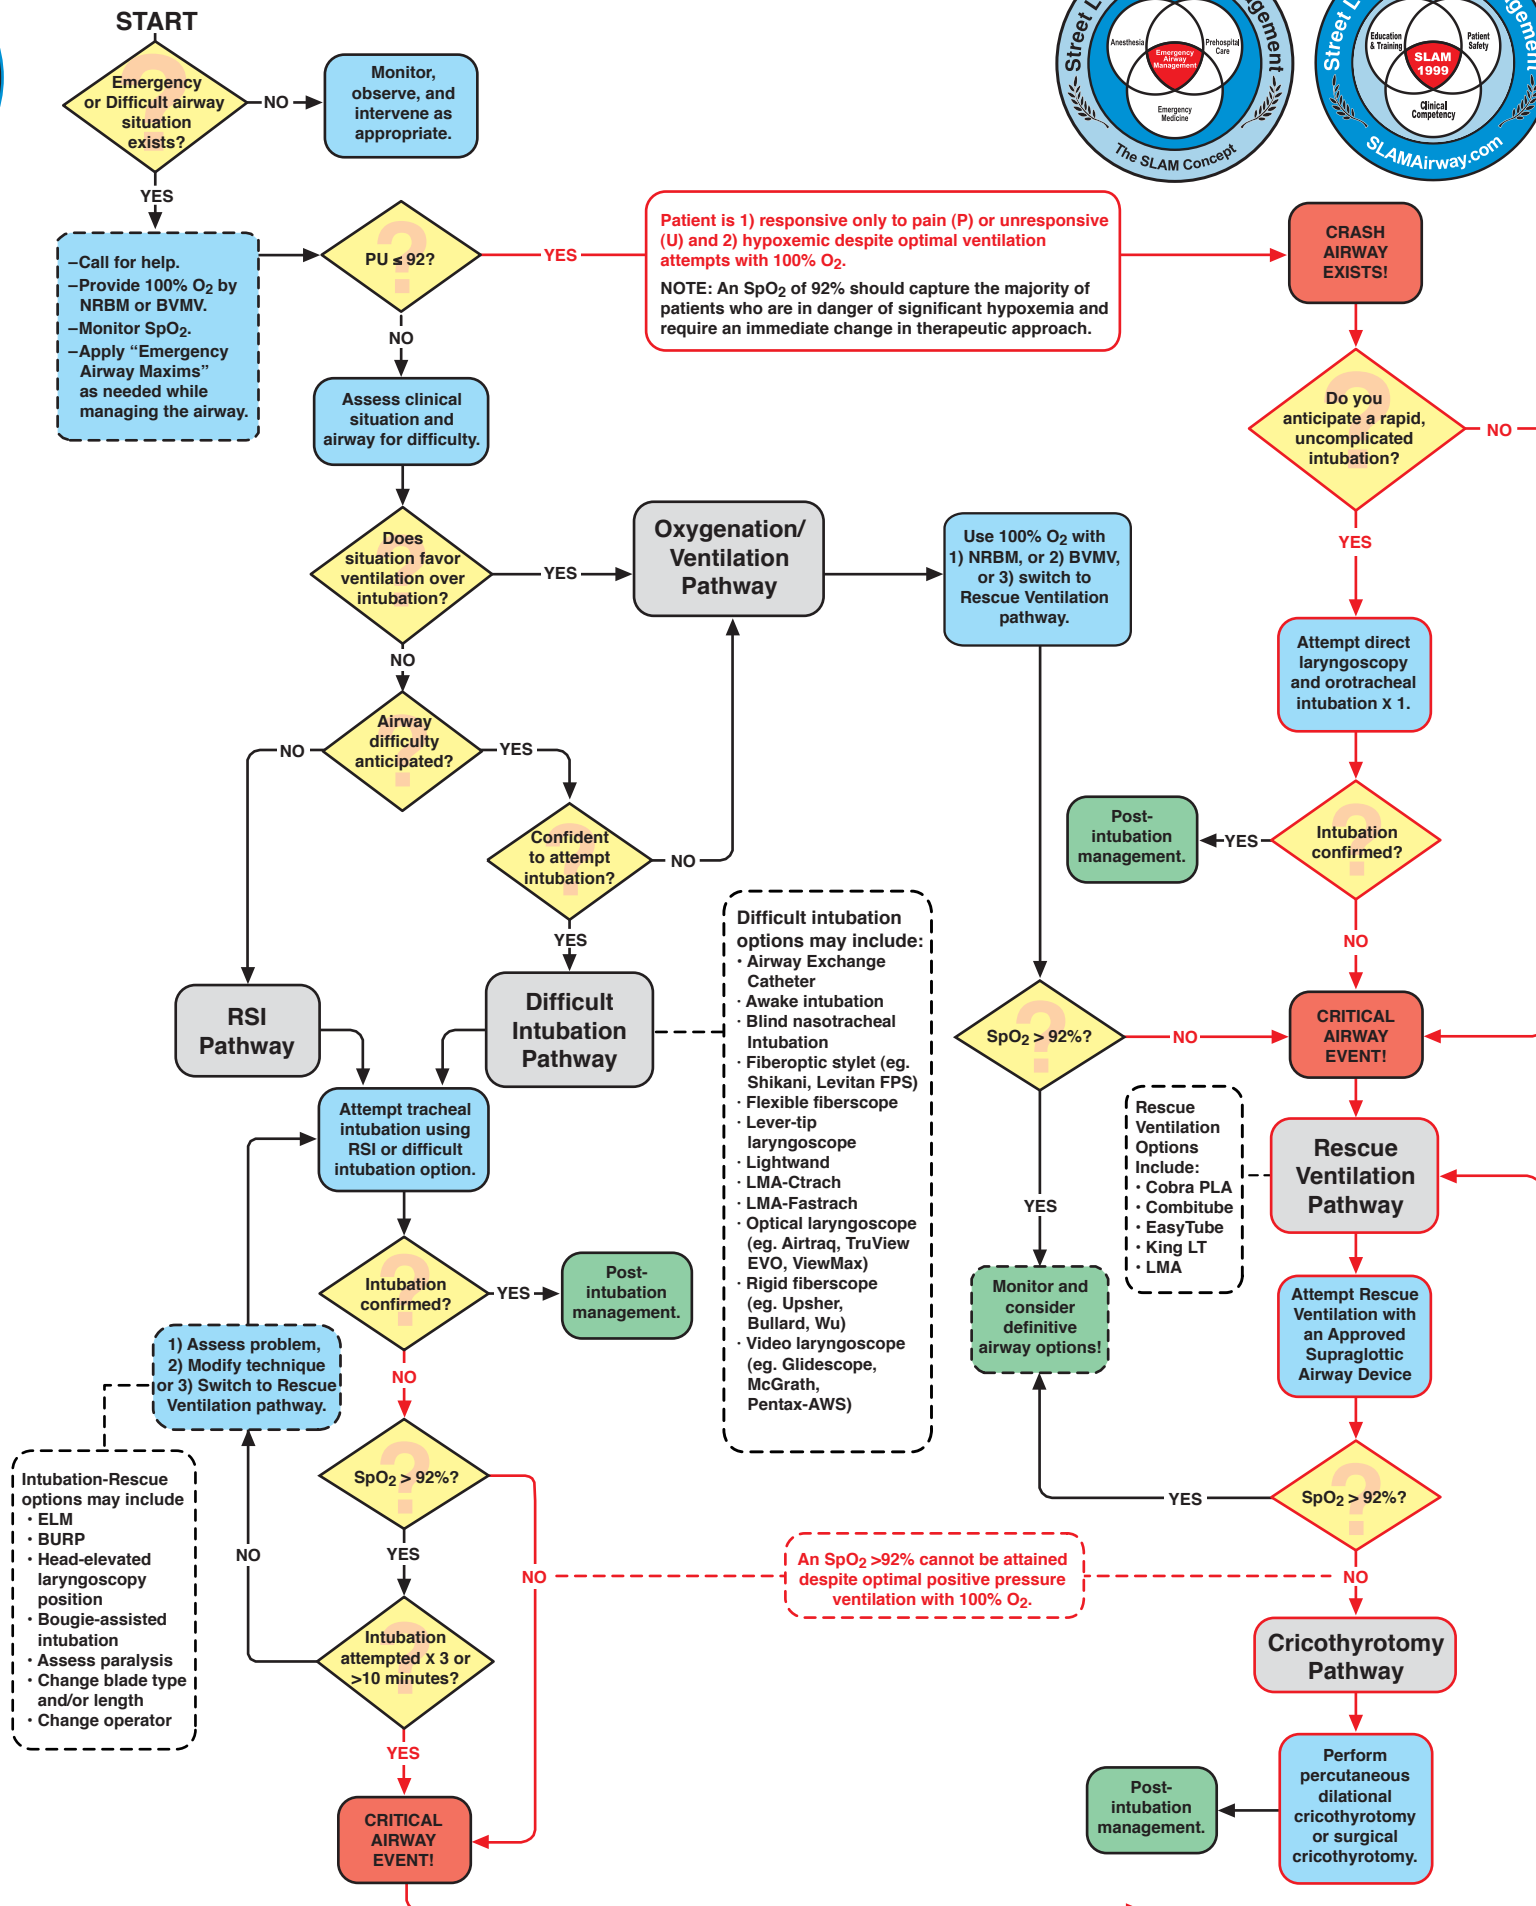 START
Emergency
or Difficult airway
situation
exists?
NO
Monitor,
observe, and
intervene as
appropriate.
YES
Street
Anesthesia
Prehospital
Care
Emergency
Airway
Management
Emergency
Medicine
The SLAM Concept
Street
Education
& Training
Patient
Safety
SLAM
1999
Clinical
Competency
SLAMAirway.com
–Call for help.
–Provide 100% O2 by
NRBM or BVMV.
–Monitor SpO2.
–Apply “Emergency
Airway Maxims”
as needed while
managing the airway.
PU ≤ 92?
YES
Patient is 1) responsive only to pain (P) or unresponsive
(U) and 2) hypoxemic despite optimal ventilation
attempts with 100% O2.
NOTE: An SpO2 of 92% should capture the majority of
patients who are in danger of significant hypoxemia and
require an immediate change in therapeutic approach.
CRASH
AIRWAY
EXISTS!
NO
Assess clinical
situation and
airway for difficulty.
Do you
anticipate a rapid,
uncomplicated
intubation?
NO
YES
Does
situation favor
ventilation over
intubation?
YES
Oxygenation/
Ventilation
Pathway
Use 100% O2 with
1) NRBM, or 2) BVMV,
or 3) switch to
Rescue Ventilation
pathway.
NO
Attempt direct
laryngoscopy
and orotracheal
intubation X 1.
Airway
difficulty
anticipated?
NO
YES
Confident
to attempt
intubation?
NO
YES
Post-
intubation
management.
YES
Intubation
confirmed?
NO
RSI
Pathway
Difficult
Intubation
Pathway
Difficult intubation
options may include:
· Airway Exchange
Catheter
· Awake intubation
· Blind nasotracheal
Intubation
· Fiberoptic stylet (eg.
Shikani, Levitan FPS)
· Flexible fiberscope
· Lever-tip
laryngoscope
· Lightwand
· LMA-Ctrach
· LMA-Fastrach
· Optical laryngoscope
(eg. Airtraq, TruView
EVO, ViewMax)
· Rigid fiberscope
(eg. Upsher,
Bullard, Wu)
· Video laryngoscope
(eg. Glidescope,
McGrath,
Pentax-AWS)
SpO2 > 92%?
NO
CRITICAL
AIRWAY
EVENT!
YES
Rescue
Ventilation
Options
Include:
· Cobra PLA
· Combitube
· EasyTube
· King LT
· LMA
Rescue
Ventilation
Pathway
Attempt tracheal
intubation using
RSI or difficult
intubation option.
Intubation
confirmed?
YES
Post-
intubation
management.
NO
Monitor and
consider
definitive
airway options!
Attempt Rescue
Ventilation with
an Approved
Supraglottic
Airway Device
1) Assess problem,
2) Modify technique
or 3) Switch to Rescue
Ventilation pathway.
Intubation-Rescue
options may include
· ELM
· BURP
· Head-elevated
laryngoscopy
position
· Bougie-assisted
intubation
· Assess paralysis
· Change blade type
and/or length
· Change operator
NO
SpO2 > 92%?
YES
NO
An SpO2 >92% cannot be attained
despite optimal positive pressure
ventilation with 100% O2.
YES
SpO2 > 92%?
NO
Intubation
attempted X 3 or
>10 minutes?
YES
CRITICAL
AIRWAY
EVENT!
Cricothyrotomy
Pathway
Perform
percutaneous
dilational
cricothyrotomy
or surgical
cricothyrotomy.
Post-
intubation
management.